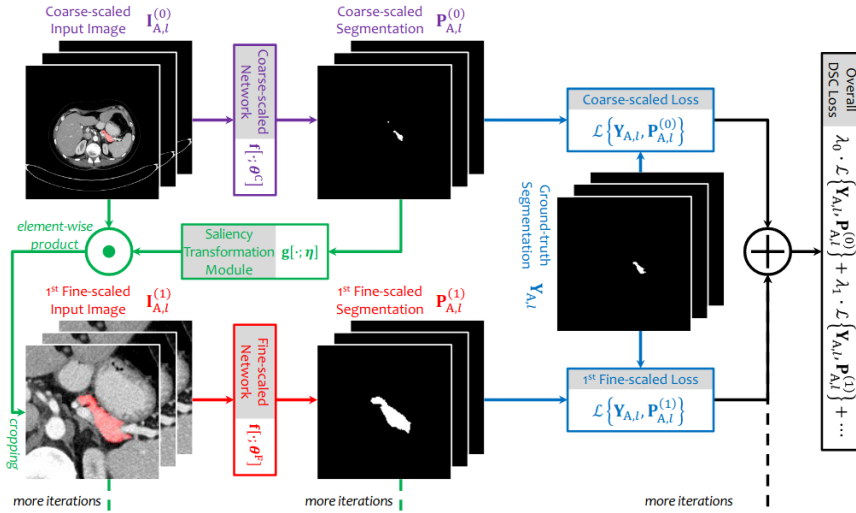 Coarse-scaled
Input Image I_{A,l}^{(0)}
Coarse-scaled
Segmentation P_{A,l}^{(0)}
Coarse-scaled
Network
f[·; θ^C]
Coarse-scaled Loss
ℒ{Y_{A,l}, P_{A,l}^{(0)}}
Overall
DSC Loss
λ_0 · ℒ{Y_{A,l}, P_{A,l}^{(0)}} + λ_1 · ℒ{Y_{A,l}, P_{A,l}^{(1)}} + ...
Ground-truth
Segmentation Y_{A,l}
element-wise
product
Saliency
Transformation
Module
g[·; η]
1st Fine-scaled
Input Image I_{A,l}^{(1)}
1st Fine-scaled
Segmentation P_{A,l}^{(1)}
Fine-scaled
Network
f[·; θ^F]
1st Fine-scaled Loss
ℒ{Y_{A,l}, P_{A,l}^{(1)}}
cropping
more iterations
more iterations
more iterations